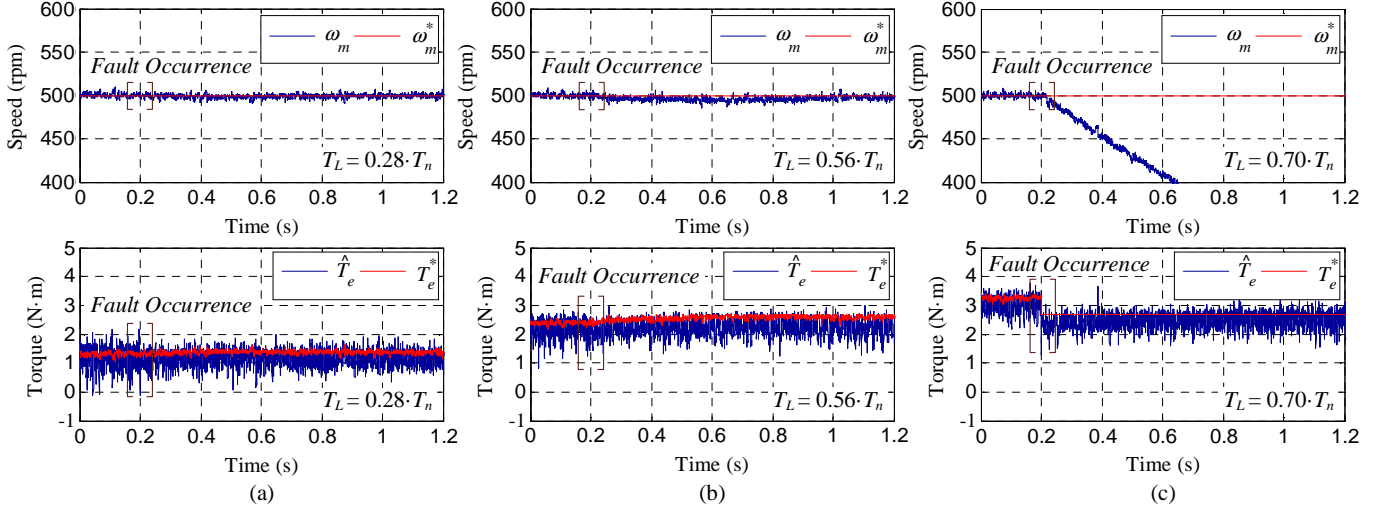 600
550
500
450
400
Speed (rpm)
ω_m ω_m^*
Fault Occurrence
T_L = 0.28· T_n
0 0.2 0.4 0.6 0.8 1 1.2
Time (s)
600
550
500
450
400
Speed (rpm)
ω_m ω_m^*
Fault Occurrence
T_L = 0.56· T_n
0 0.2 0.4 0.6 0.8 1 1.2
Time (s)
600
550
500
450
400
Speed (rpm)
ω_m ω_m^*
Fault Occurrence
T_L = 0.70· T_n
0 0.2 0.4 0.6 0.8 1 1.2
Time (s)
5
4
3
2
1
0
-1
Torque (N·m)
T̂_e T_e^*
Fault Occurrence
T_L = 0.28· T_n
0 0.2 0.4 0.6 0.8 1 1.2
Time (s)
(a)
5
4
3
2
1
0
-1
Torque (N·m)
T̂_e T_e^*
Fault Occurrence
T_L = 0.56· T_n
0 0.2 0.4 0.6 0.8 1 1.2
Time (s)
(b)
5
4
3
2
1
0
-1
Torque (N·m)
T̂_e T_e^*
Fault Occurrence
T_L = 0.70· T_n
0 0.2 0.4 0.6 0.8 1 1.2
Time (s)
(c)